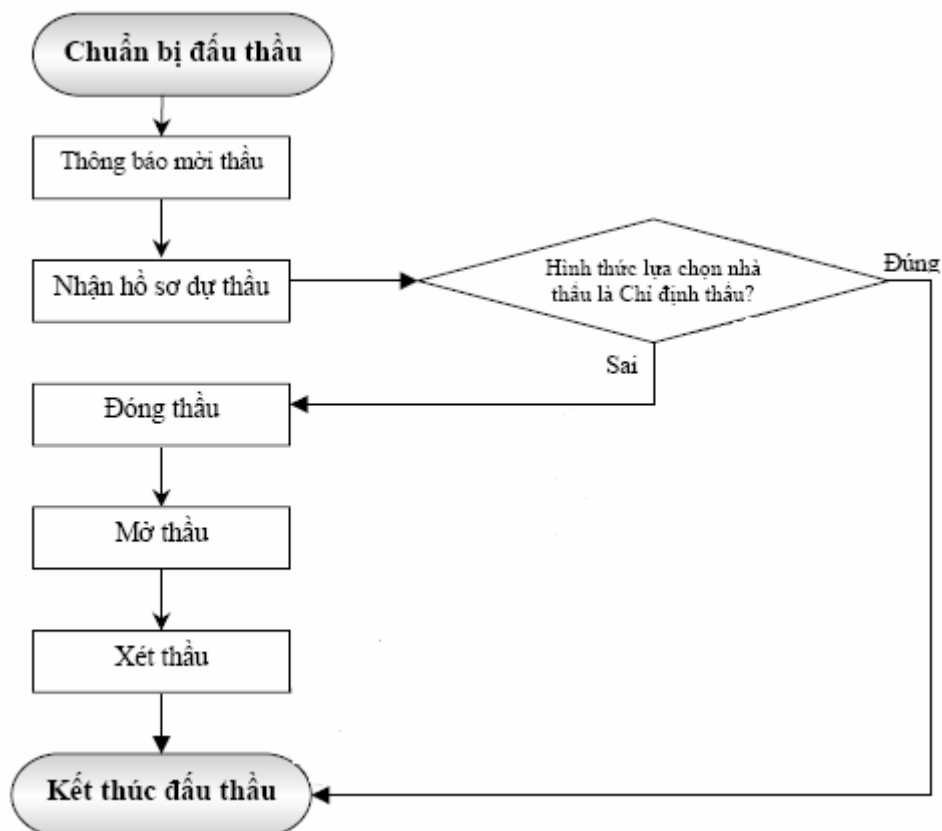 Chuẩn bị đấu thầu
Thông báo mời thầu
Nhận hồ sơ dự thầu
Hình thức lựa chọn nhà
thầu là Chỉ định thầu?
Đúng
Sai
Đóng thầu
Mở thầu
Xét thầu
Kết thúc đấu thầu